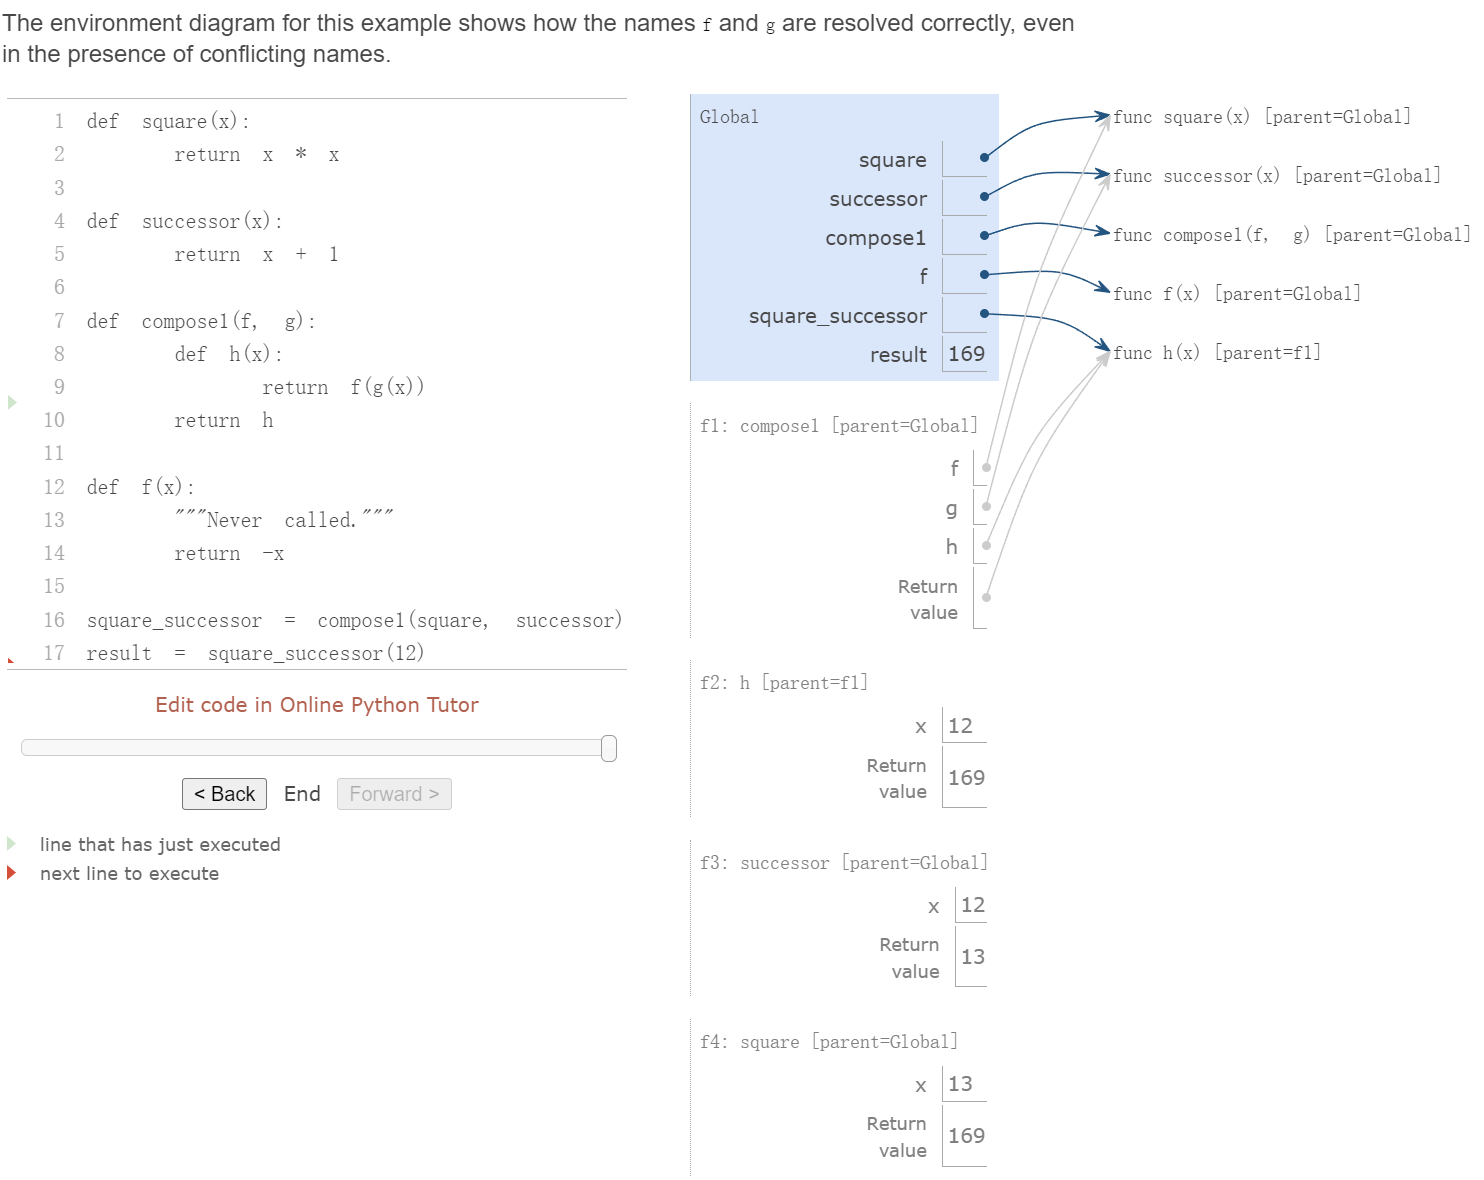 The environment diagram for this example shows how the names f and g are resolved correctly, even
in the presence of conflicting names.
1 def square(x):
2 return x * x
3
4 def successor(x):
5 return x + 1
6
7 def compose1(f, g):
8 def h(x):
9 return f(g(x))
10 return h
11
12 def f(x):
13 """Never called."""
14 return -x
15
16 square_successor = compose1(square, successor)
17 result = square_successor(12)
Edit code in Online Python Tutor
< Back End Forward >
line that has just executed
next line to execute
Global
square
successor
compose1
f
square_successor
result 169
func square(x) [parent=Global]
func successor(x) [parent=Global]
func compose1(f, g) [parent=Global]
func f(x) [parent=Global]
func h(x) [parent=f1]
f1: compose1 [parent=Global]
f
g
h
Return
value
f2: h [parent=f1]
x 12
Return
value 169
f3: successor [parent=Global]
x 12
Return
value 13
f4: square [parent=Global]
x 13
Return
value 169